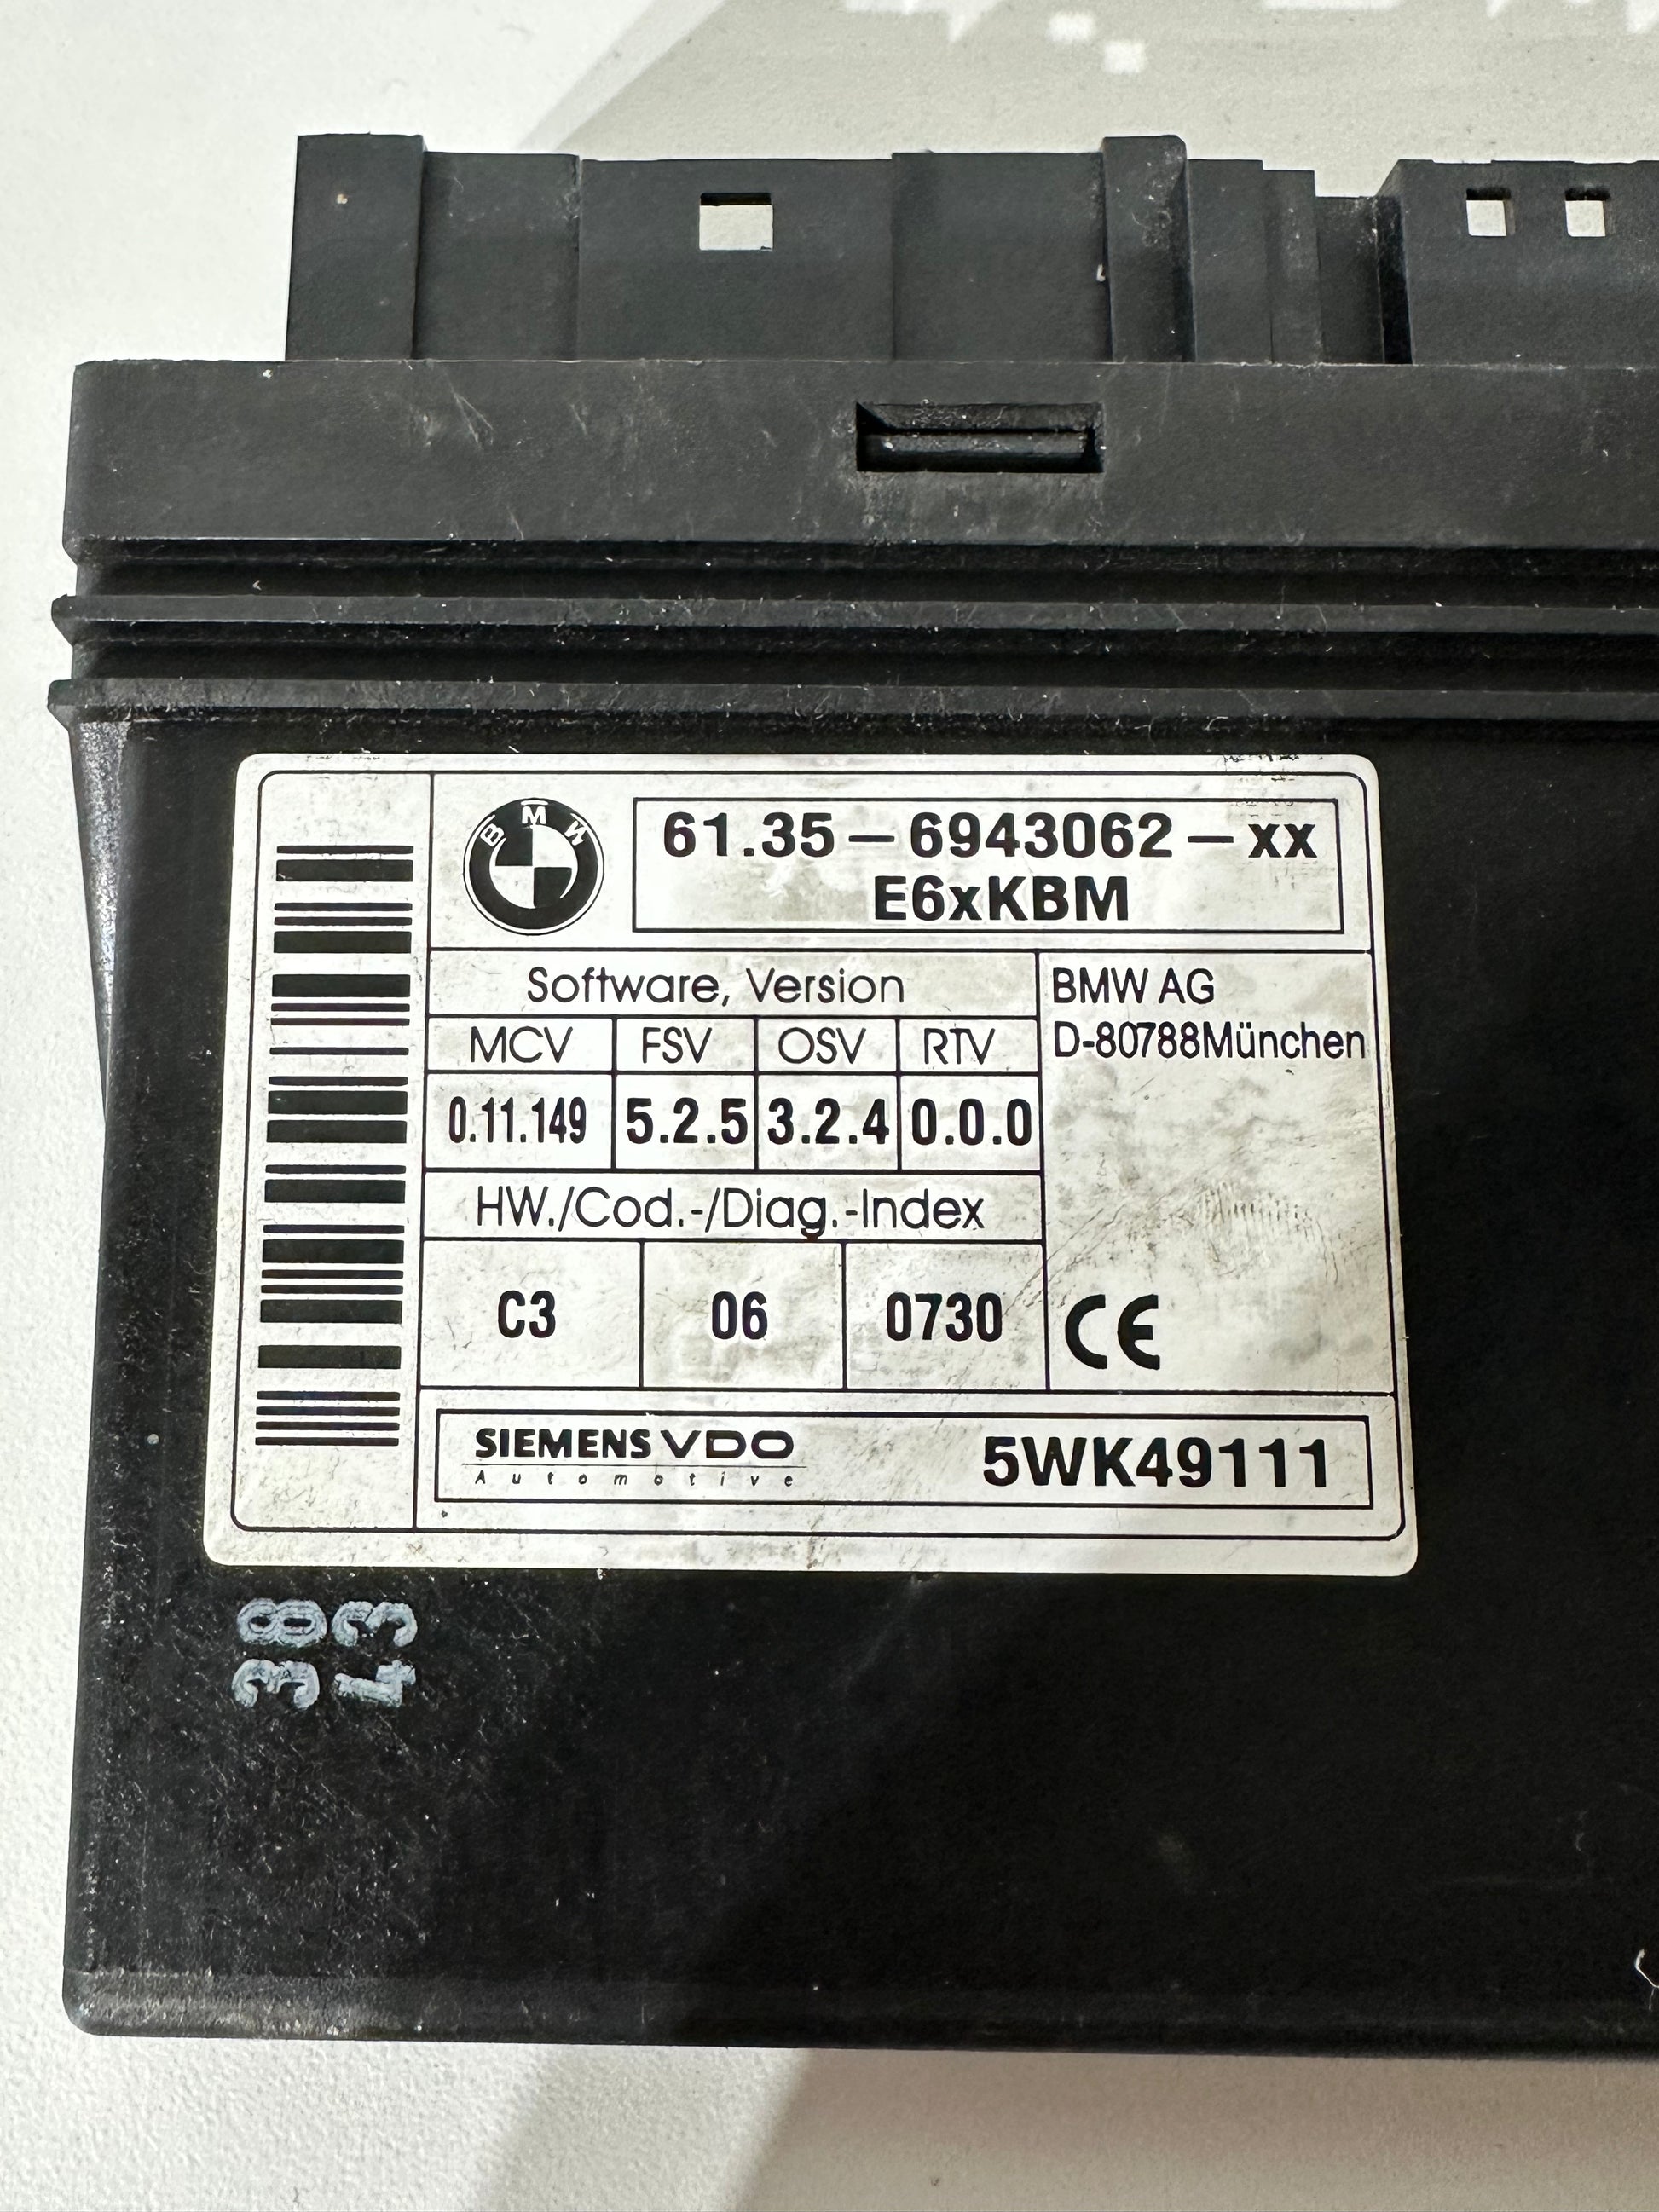 BMW
61.35-6943062-xx
E6xKBM
Software, Version
MCV FSV OSV RTV
0.11.149 5.2.5 3.2.4 0.0.0
BMW AG
D-80788München
HW./Cod.-/Diag.-Index
C3 06 0730
CE
SIEMENS VDO
Automotive
5WK49111
38
43